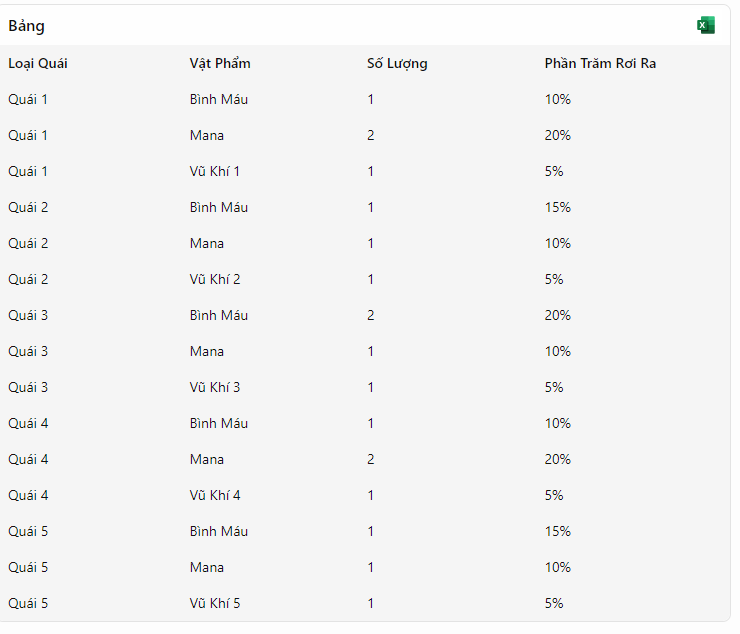 Bảng
Loại Quái Vật Phẩm Số Lượng Phần Trăm Rơi Ra
Quái 1 Bình Máu 1 10%
Quái 1 Mana 2 20%
Quái 1 Vũ Khí 1 1 5%
Quái 2 Bình Máu 1 15%
Quái 2 Mana 1 10%
Quái 2 Vũ Khí 2 1 5%
Quái 3 Bình Máu 2 20%
Quái 3 Mana 1 10%
Quái 3 Vũ Khí 3 1 5%
Quái 4 Bình Máu 1 10%
Quái 4 Mana 2 20%
Quái 4 Vũ Khí 4 1 5%
Quái 5 Bình Máu 1 15%
Quái 5 Mana 1 10%
Quái 5 Vũ Khí 5 1 5%